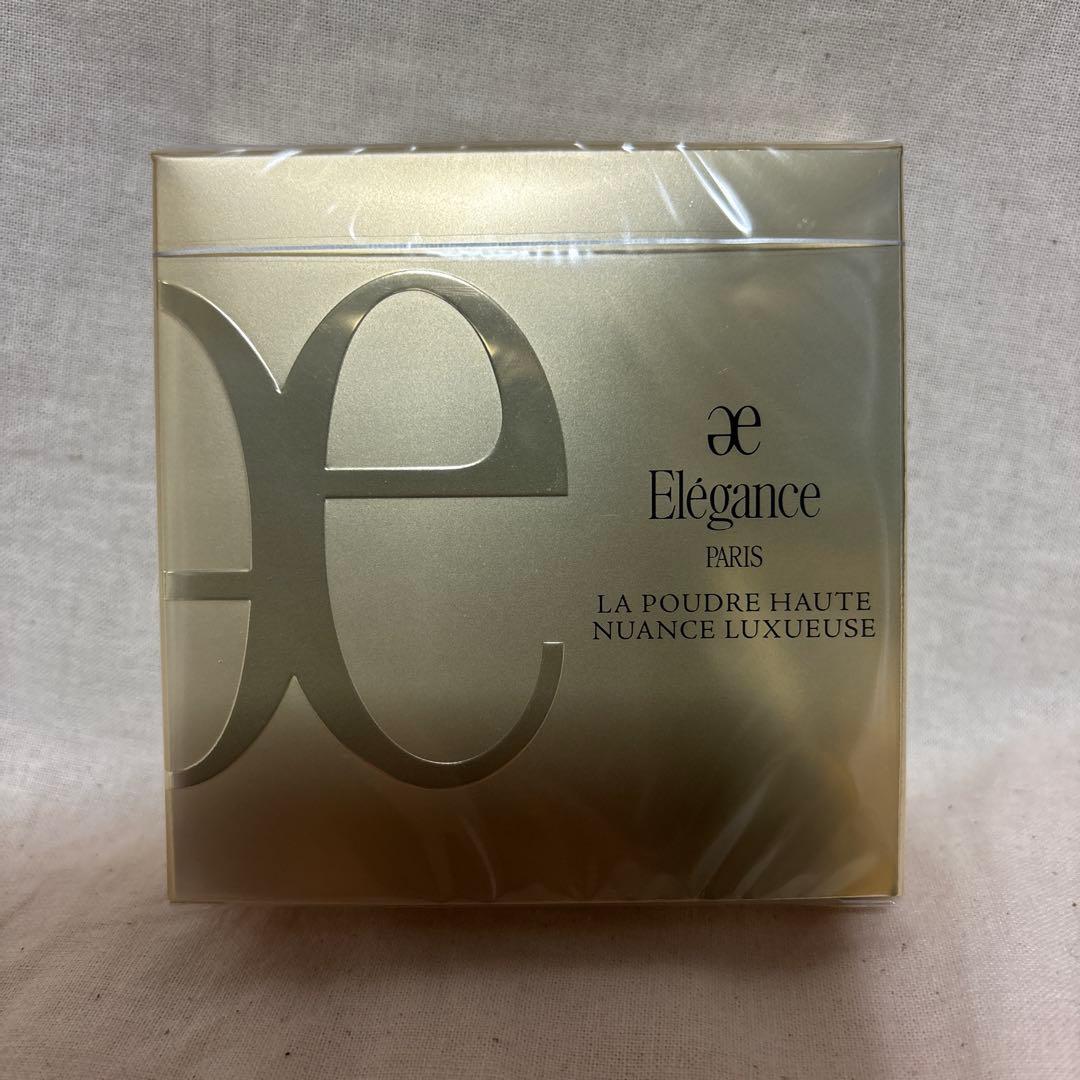 æ
Elégance
PARIS
LA POUDRE HAUTE
NUANCE LUXUEUSE